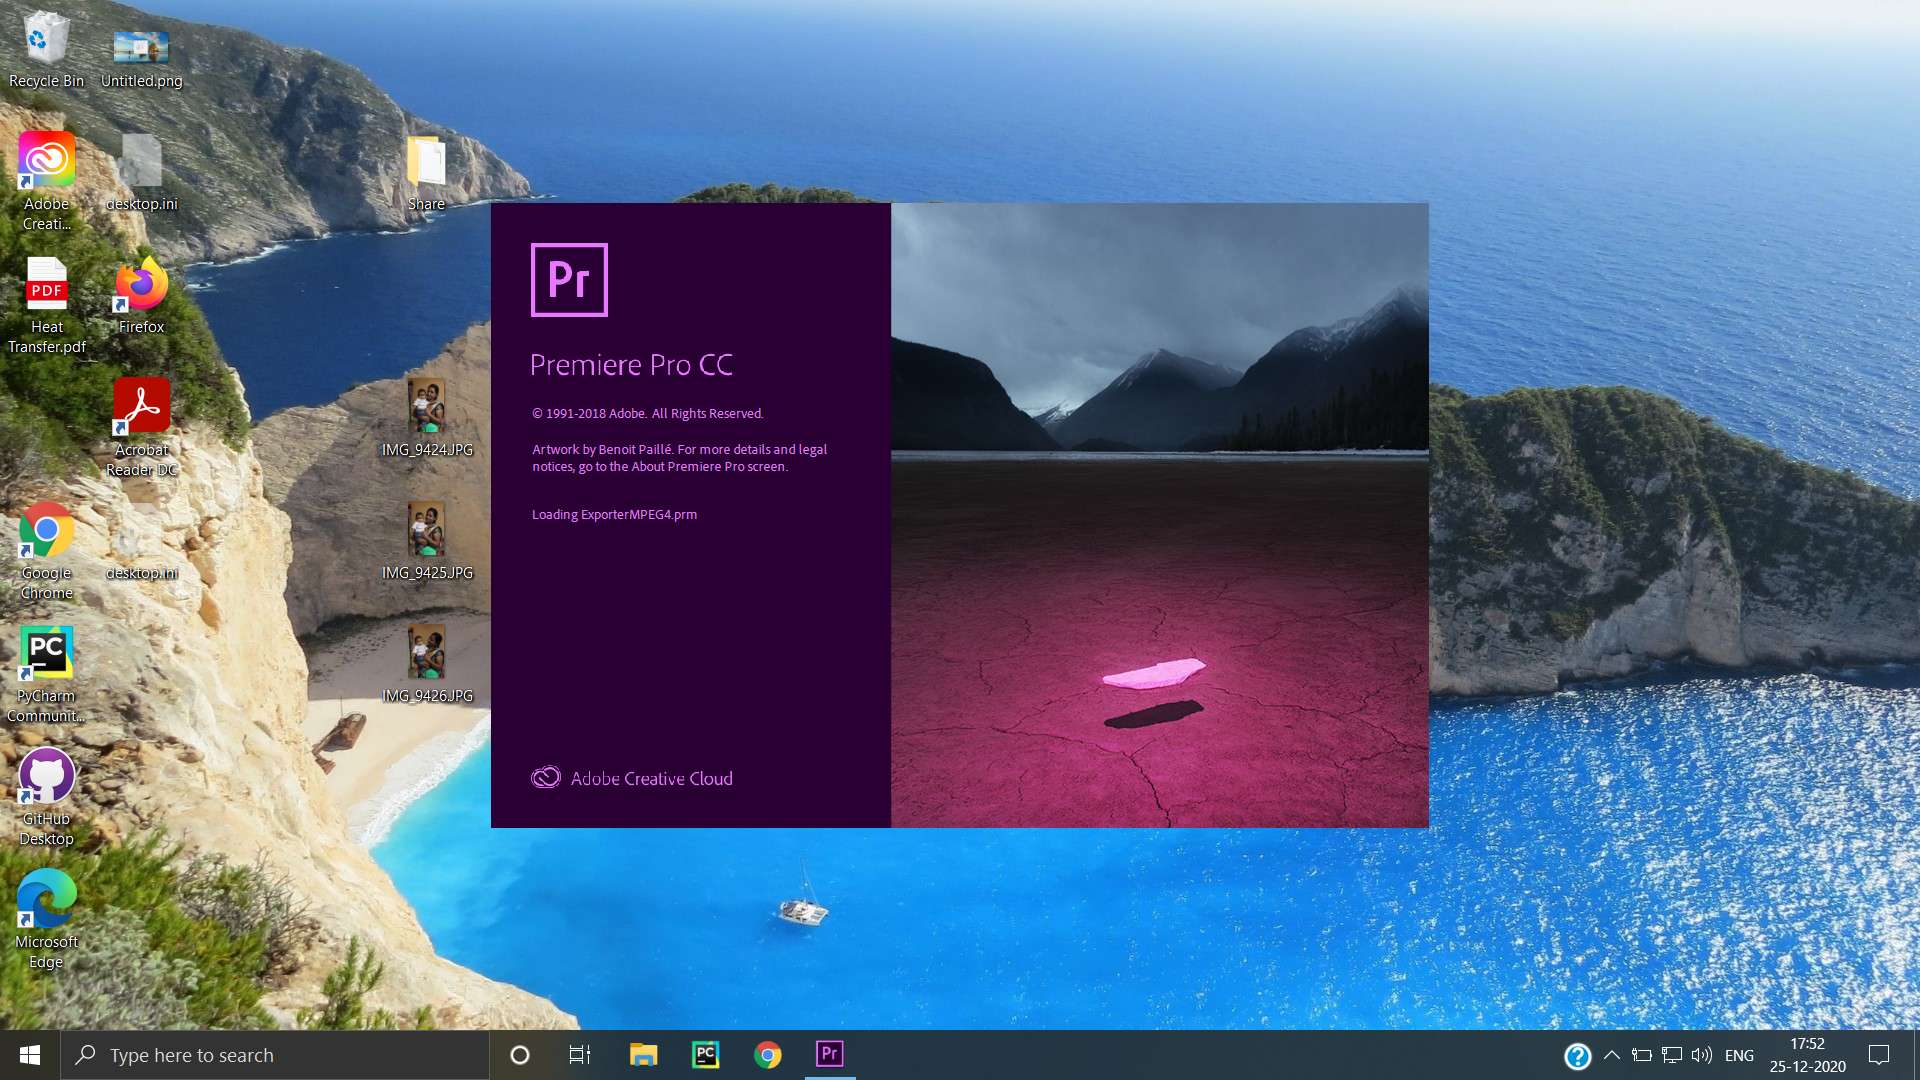 Recycle Bin
Untitled.png
Adobe
Creati...
desktop.ini
Share
Heat
Transfer.pdf
PDF
Firefox
Acrobat
Reader DC
IMG_9424.JPG
Google
Chrome
desktop.ini
IMG_9425.JPG
PC
PyCharm
Communit...
IMG_9426.JPG
GitHub
Desktop
Microsoft
Edge
Pr
Premiere Pro CC
© 1991-2018 Adobe. All Rights Reserved.
Artwork by Benoit Paillé. For more details and legal
notices, go to the About Premiere Pro screen.
Loading ExporterMPEG4.prm
Adobe Creative Cloud
Type here to search
PC
Pr
?
ENG
17:52
25-12-2020